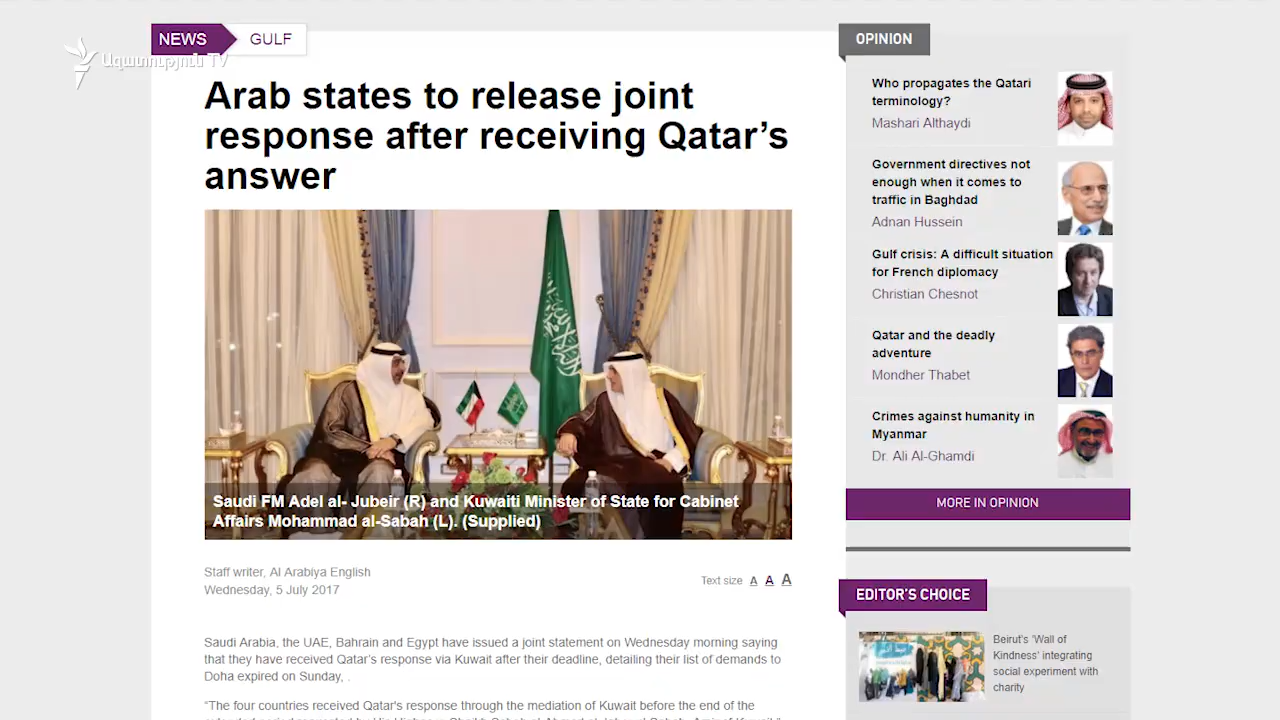 NEWS
GULF
Ազատություն TV
Arab states to release joint
response after receiving Qatar’s
answer
Saudi FM Adel al- Jubeir (R) and Kuwaiti Minister of State for Cabinet
Affairs Mohammad al-Sabah (L). (Supplied)
Staff writer, Al Arabiya English
Wednesday, 5 July 2017
Text size A A A
Saudi Arabia, the UAE, Bahrain and Egypt have issued a joint statement on Wednesday morning saying
that they have received Qatar’s response via Kuwait after their deadline, detailing their list of demands to
Doha expired on Sunday, .
“The four countries received Qatar's response through the mediation of Kuwait before the end of the
OPINION
Who propagates the Qatari
terminology?
Mashari Althaydi
Government directives not
enough when it comes to
traffic in Baghdad
Adnan Hussein
Gulf crisis: A difficult situation
for French diplomacy
Christian Chesnot
Qatar and the deadly
adventure
Mondher Thabet
Crimes against humanity in
Myanmar
Dr. Ali Al-Ghamdi
MORE IN OPINION
EDITOR’S CHOICE
Beirut’s ‘Wall of
Kindness’ integrating
social experiment with
charity